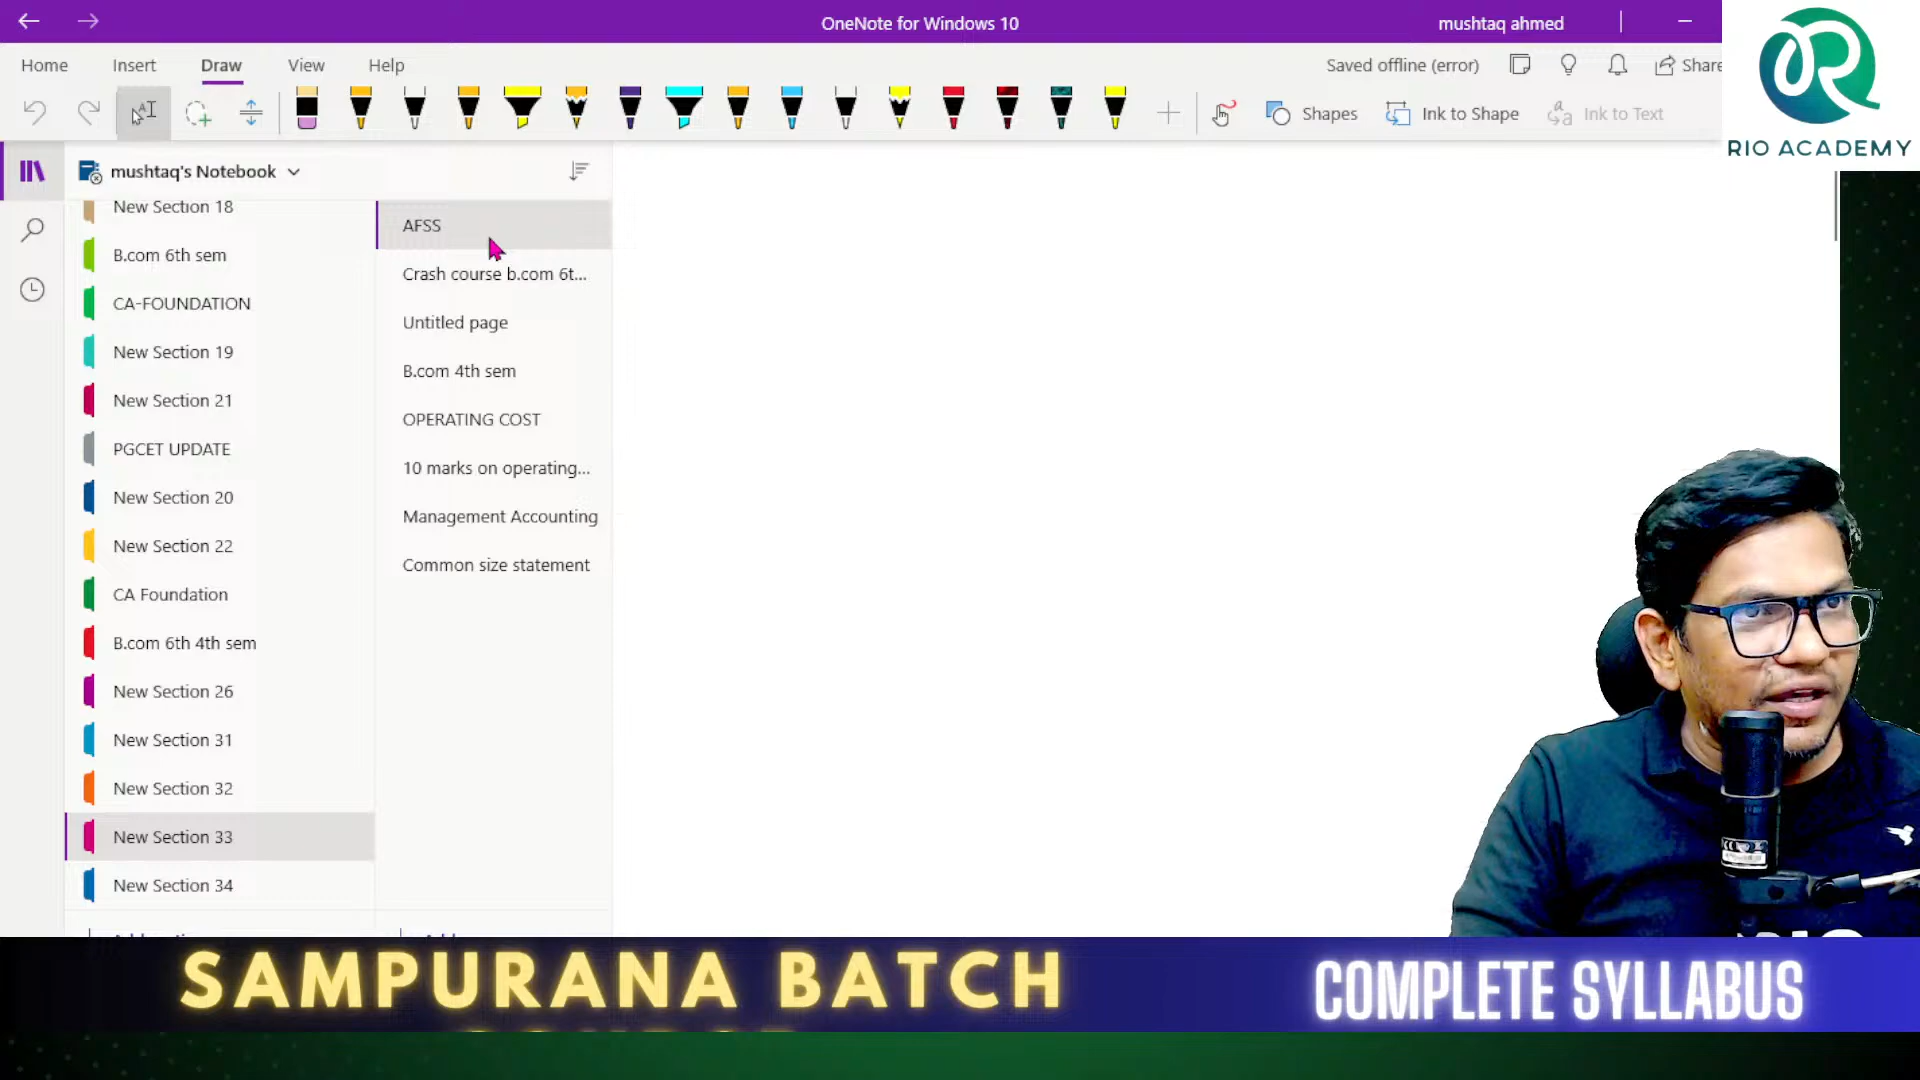 OneNote for Windows 10
mushtaq ahmed
Home
Insert
Draw
View
Help
Saved offline (error)
Share
Shapes
Ink to Shape
Ink to Text
RIO ACADEMY
mushtaq's Notebook
New Section 18
B.com 6th sem
CA-FOUNDATION
New Section 19
New Section 21
PGCET UPDATE
New Section 20
New Section 22
CA Foundation
B.com 6th 4th sem
New Section 26
New Section 31
New Section 32
New Section 33
New Section 34
AFSS
Crash course b.com 6t...
Untitled page
B.com 4th sem
OPERATING COST
10 marks on operating...
Management Accounting
Common size statement
SAMPURANA BATCH
COMPLETE SYLLABUS